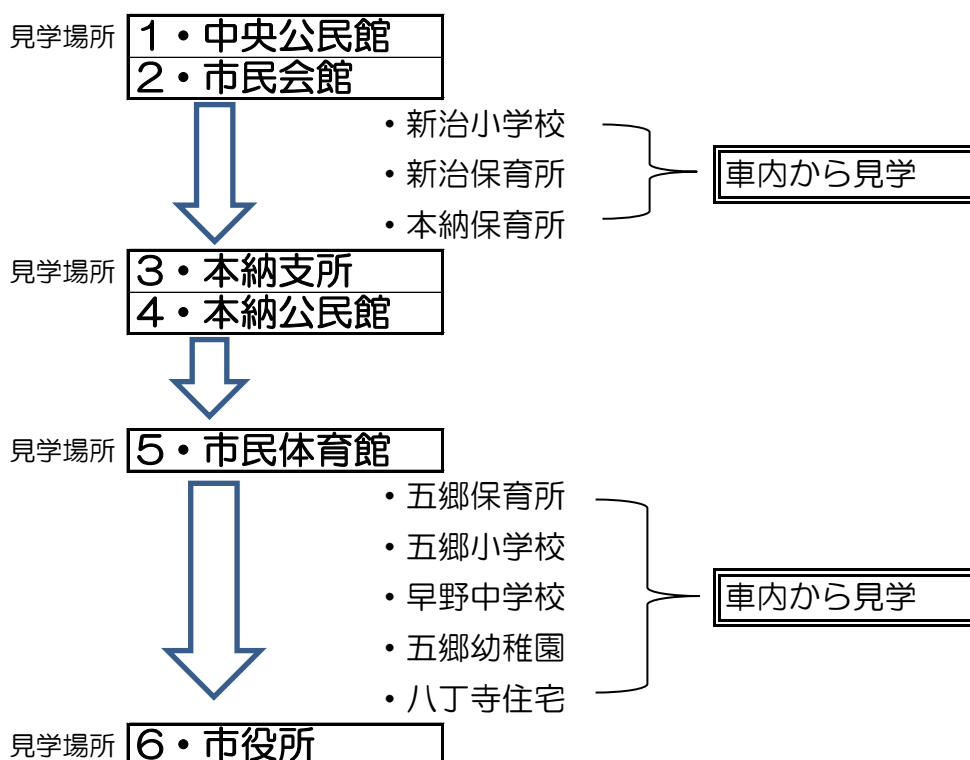 見学場所 1・中央公民館
2・市民会館
・新治小学校
・新治保育所
車内から見学
・本納保育所
見学場所 3・本納支所
4・本納公民館
見学場所 5・市民体育館
・五郷保育所
・五郷小学校
・早野中学校
車内から見学
・五郷幼稚園
・八丁寺住宅
見学場所 6・市役所